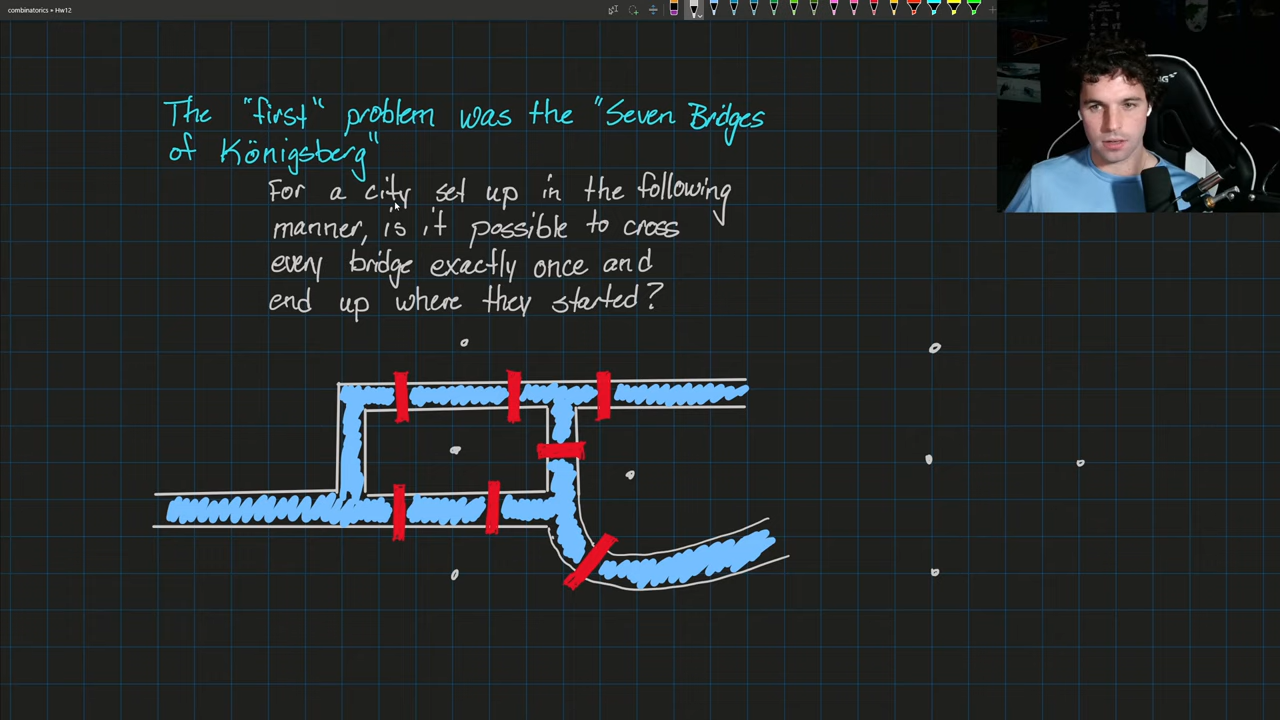 combinatorics • Hw12
The "first" problem was the "Seven Bridges
of Königsberg"
For a city set up in the following
manner, is it possible to cross
every bridge exactly once and
end up where they started?